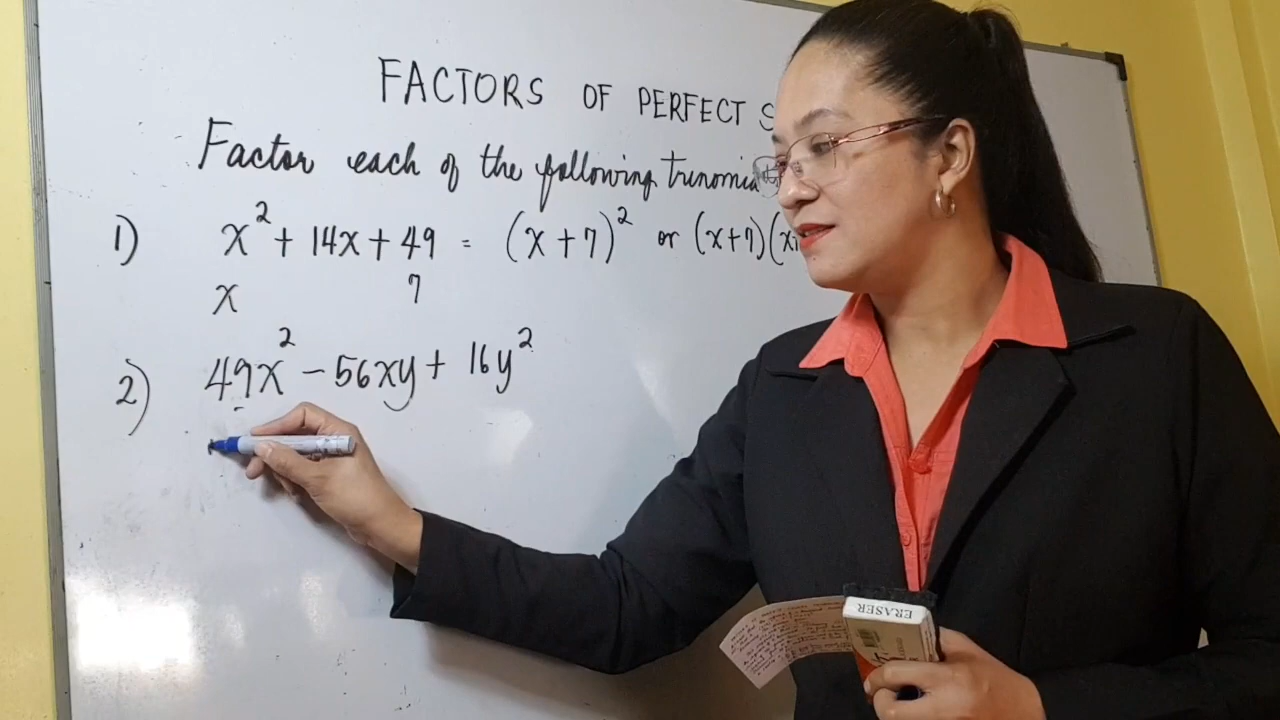 FACTORS OF PERFECT S
Factor each of the following trinomia
1) x² + 14x + 49 = (x + 7)² or (x+7)(x+
x 7
2) 49x² - 56xy + 16y²
ERASER